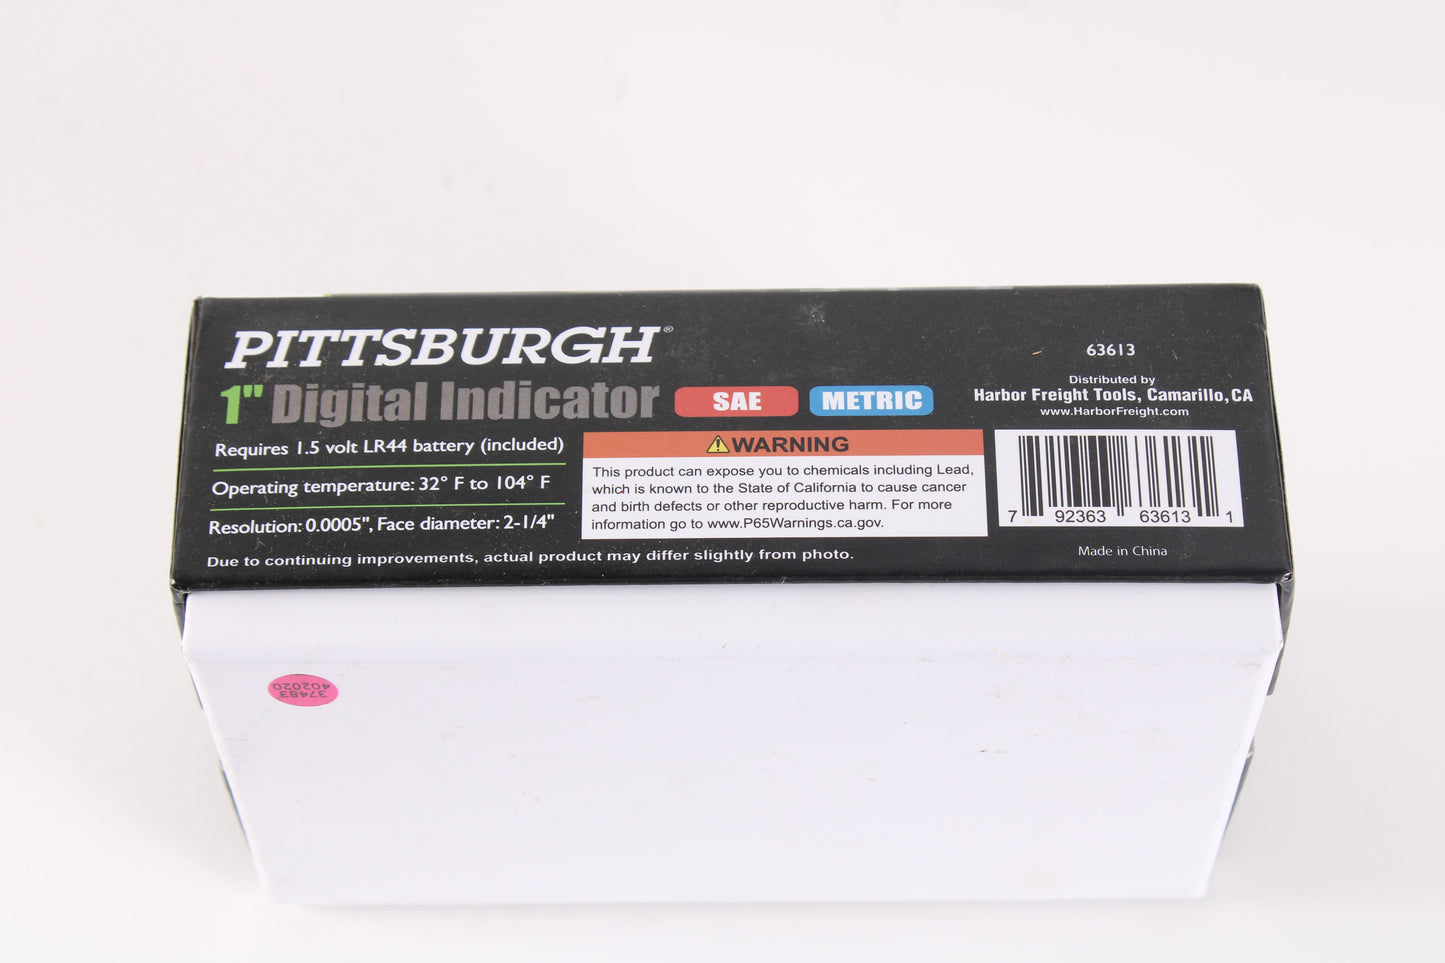 PITTSBURGH®
1" Digital Indicator
SAE
METRIC
Requires 1.5 volt LR44 battery (included)
Operating temperature: 32° F to 104° F
Resolution: 0.0005", Face diameter: 2-1/4"
Due to continuing improvements, actual product may differ slightly from photo.
WARNING
This product can expose you to chemicals including Lead,
which is known to the State of California to cause cancer
and birth defects or other reproductive harm. For more
information go to www.P65Warnings.ca.gov.
63613
Distributed by
Harbor Freight Tools, Camarillo, CA
www.HarborFreight.com
7 92363 63613 1
Made in China
37483
402020